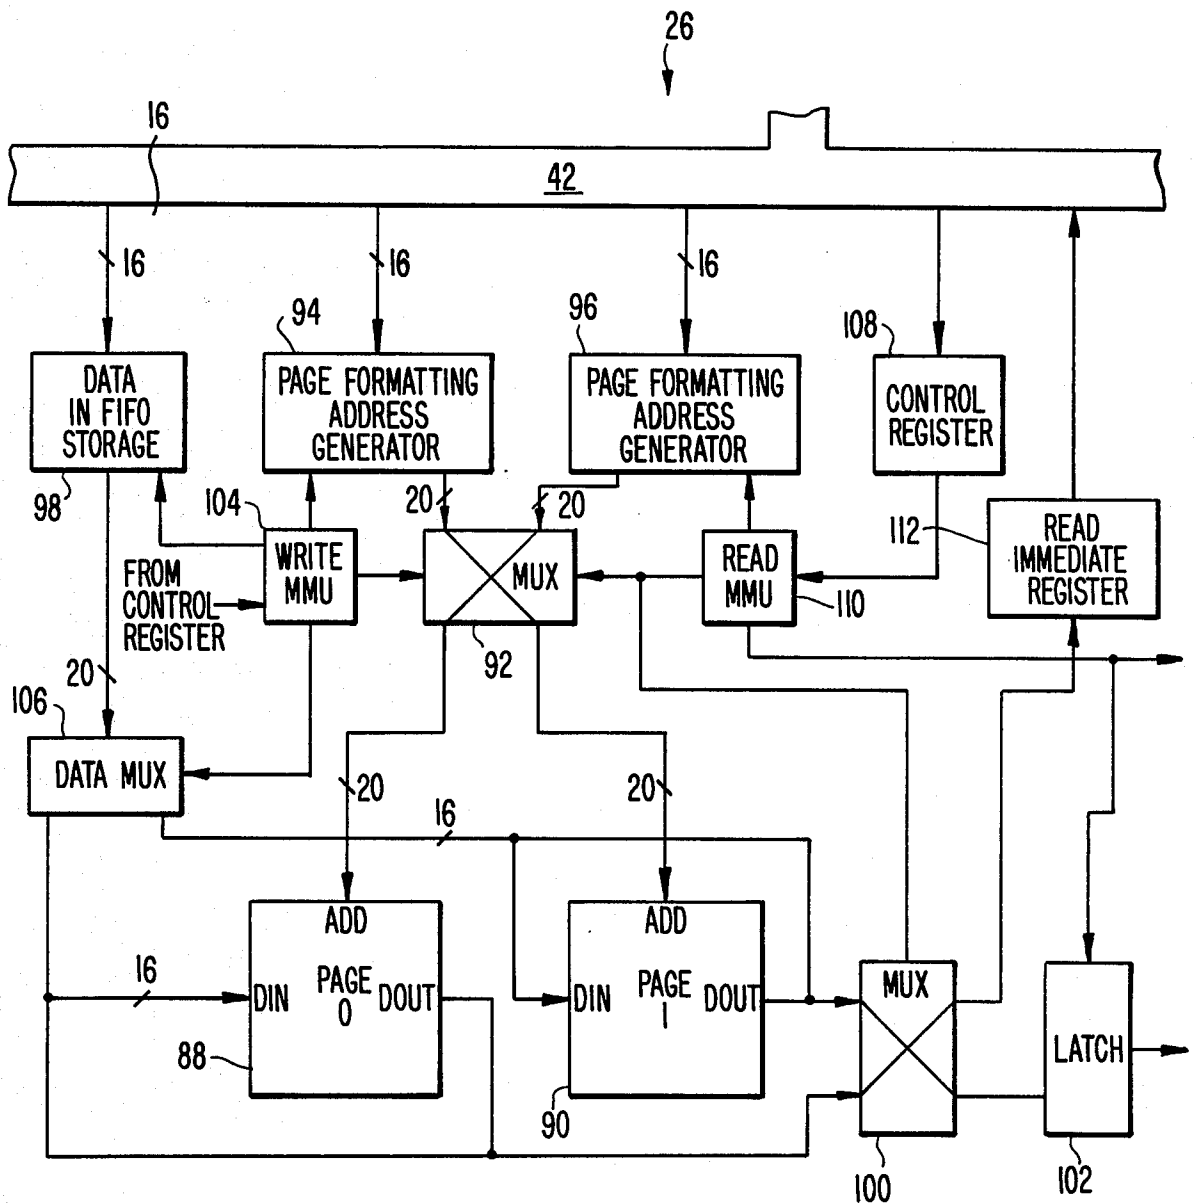 26
16
42
16
16
16
94
96
108
DATA
IN FIFO
STORAGE
PAGE FORMATTING
ADDRESS
GENERATOR
PAGE FORMATTING
ADDRESS
GENERATOR
CONTROL
REGISTER
98
104
20
20
112
READ
IMMEDIATE
REGISTER
WRITE
MMU
MUX
READ
MMU
110
FROM
CONTROL
REGISTER
92
20
106
DATA MUX
20
20
16
ADD
PAGE
0
DIN
DOUT
16
88
ADD
PAGE
1
DIN
DOUT
90
MUX
100
LATCH
102